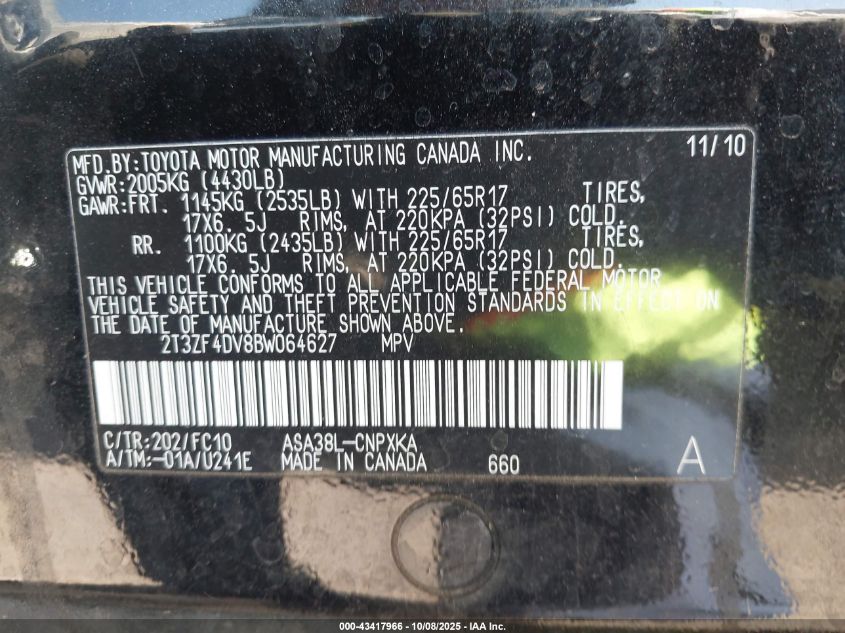 MFD.BY:TOYOTA MOTOR MANUFACTURING CANADA INC. 11/10
GVWR:2005KG (4430LB)
GAWR:FRT. 1145KG (2535LB) WITH 225/65R17 TIRES,
17X6. 5J RIMS, AT 220KPA (32PSI) COLD.
RR. 1100KG (2435LB) WITH 225/65R17 TIRES,
17X6. 5J RIMS, AT 220KPA (32PSI) COLD.
THIS VEHICLE CONFORMS TO ALL APPLICABLE FEDERAL MOTOR
VEHICLE SAFETY AND THEFT PREVENTION STANDARDS IN EFFECT ON
THE DATE OF MANUFACTURE SHOWN ABOVE.
2T3ZF4DV8BW064627 MPV
C/TR:202/FC10 ASA38L-CNPXKA
A/TM:-01A/U241E MADE IN CANADA 660 A
000-43417966 - 10/08/2025 - IAA Inc.